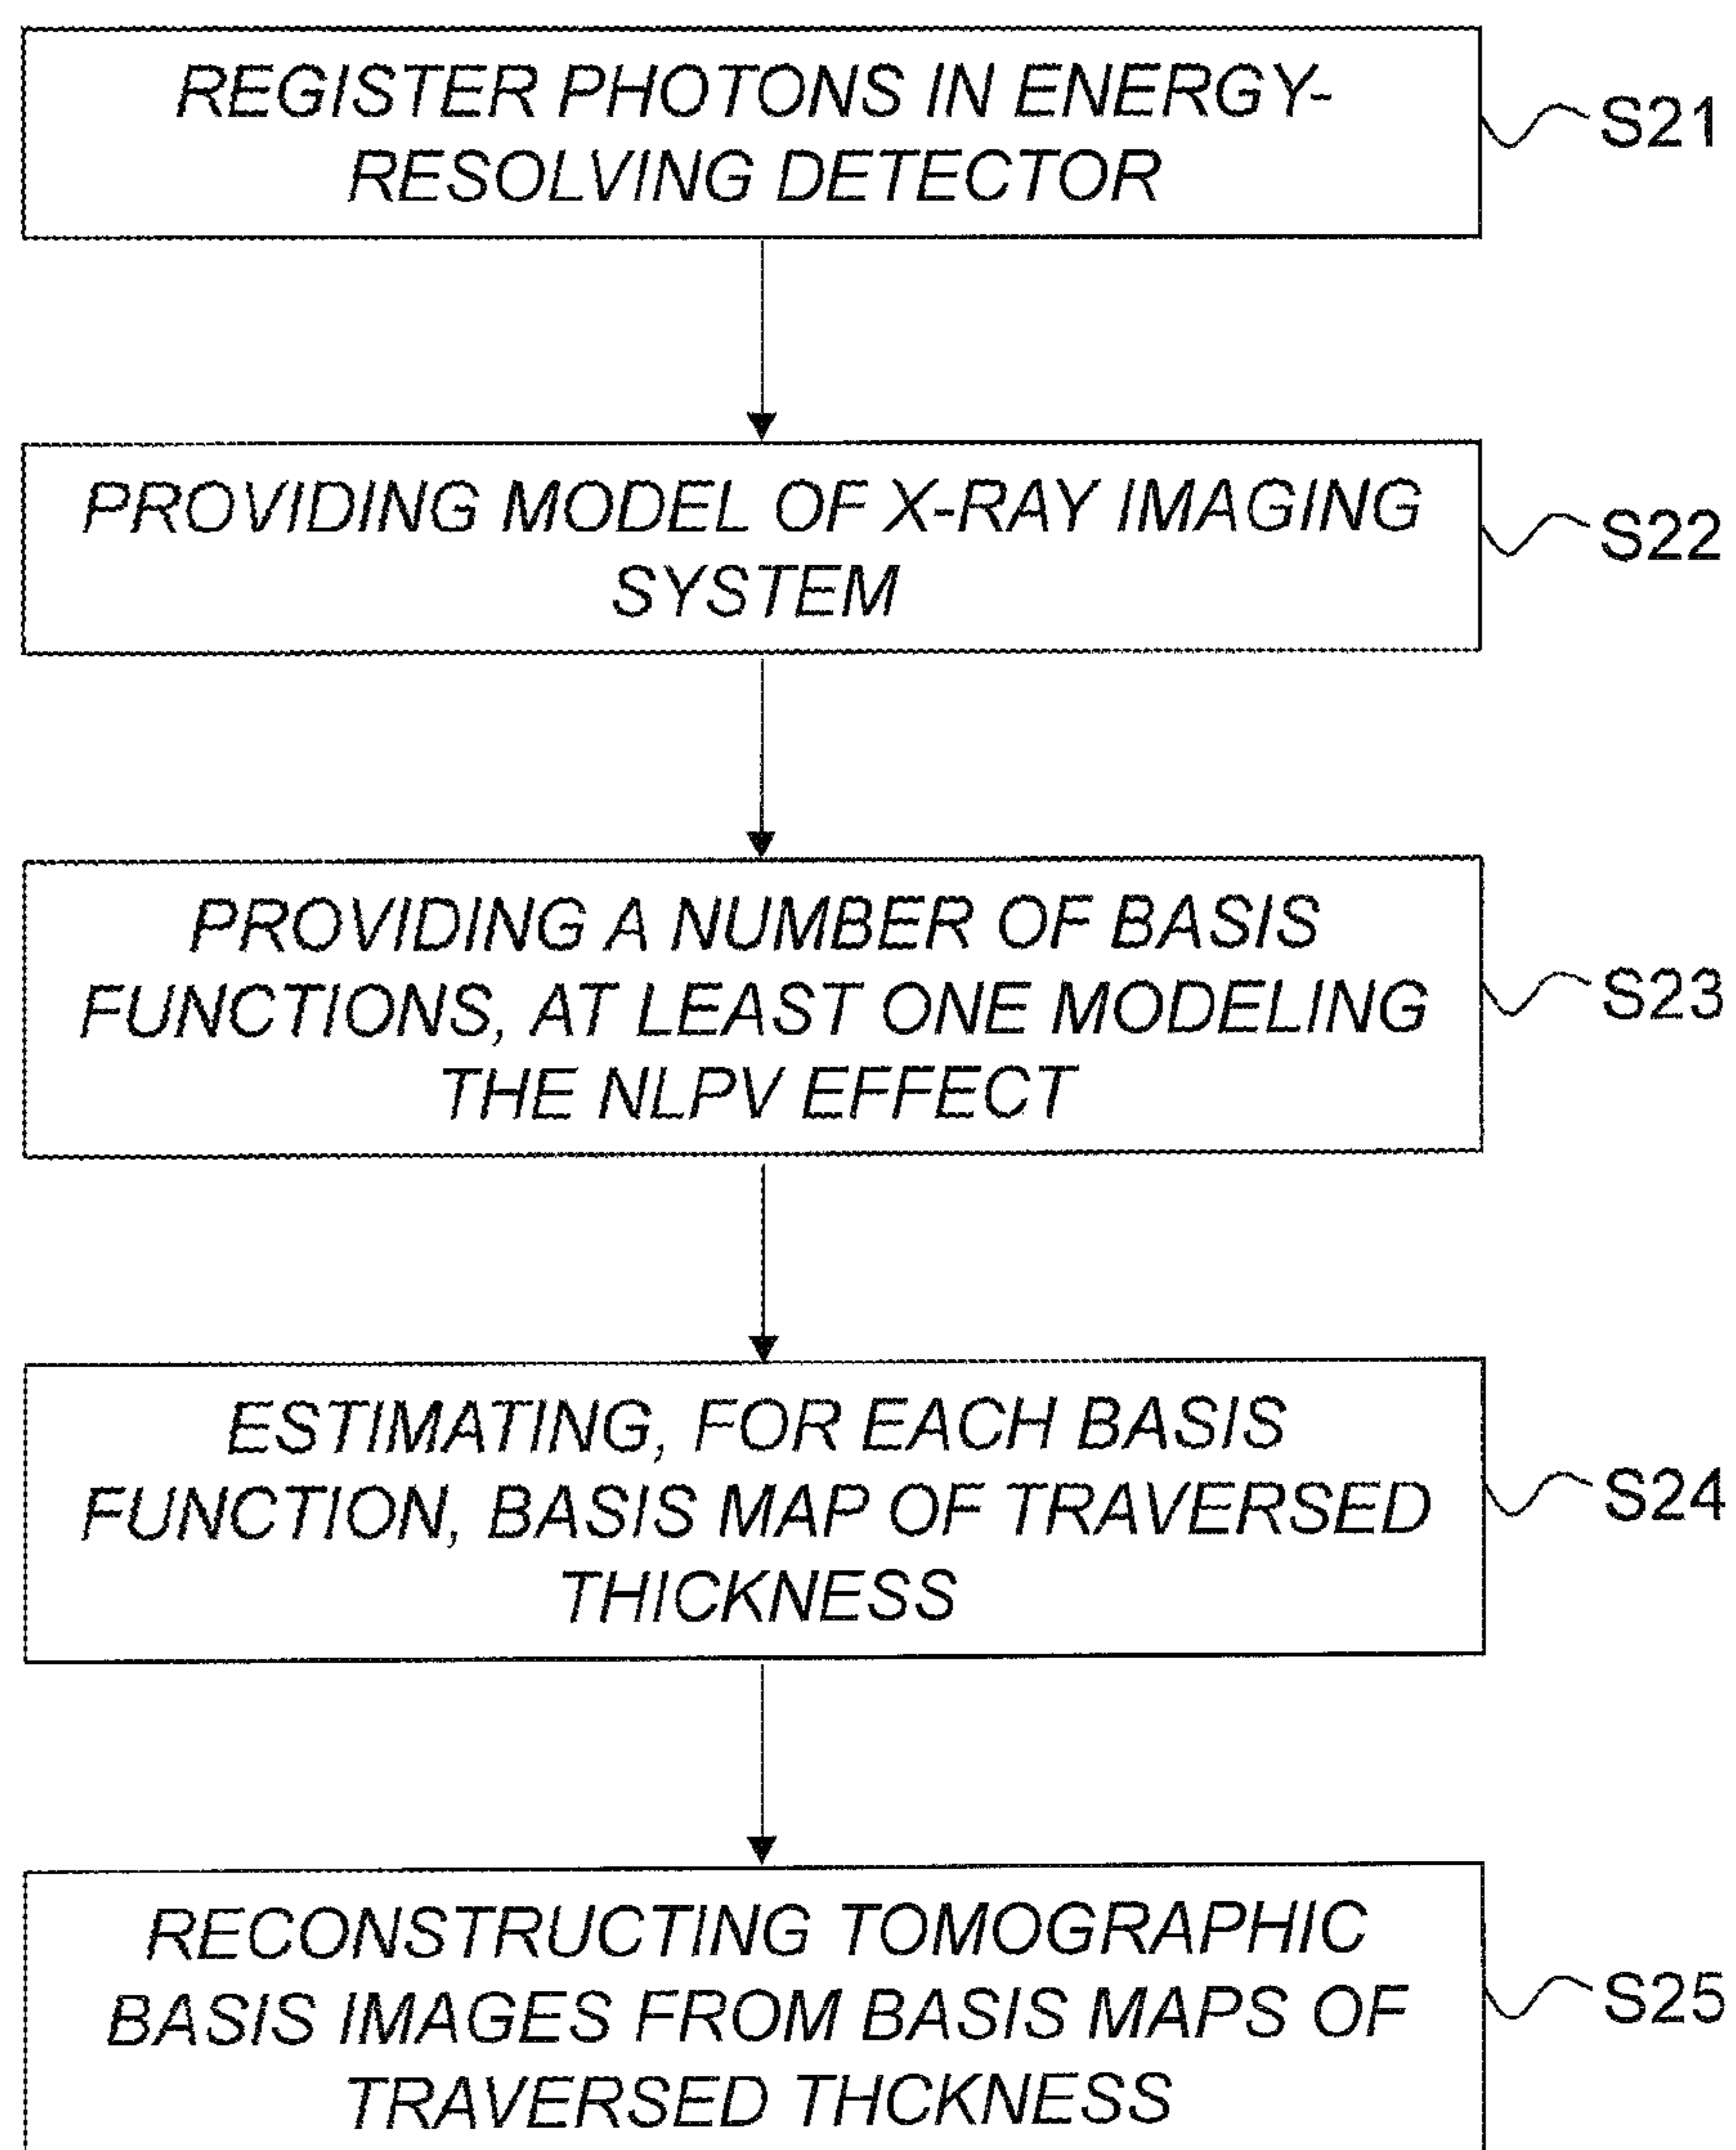 REGISTER PHOTONS IN ENERGY-
RESOLVING DETECTOR
S21
PROVIDING MODEL OF X-RAY IMAGING
SYSTEM
S22
PROVIDING A NUMBER OF BASIS
FUNCTIONS, AT LEAST ONE MODELING
THE NLPV EFFECT
S23
ESTIMATING, FOR EACH BASIS
FUNCTION, BASIS MAP OF TRAVERSED
THICKNESS
S24
RECONSTRUCTING TOMOGRAPHIC
BASIS IMAGES FROM BASIS MAPS OF
TRAVERSED THCKNESS
S25